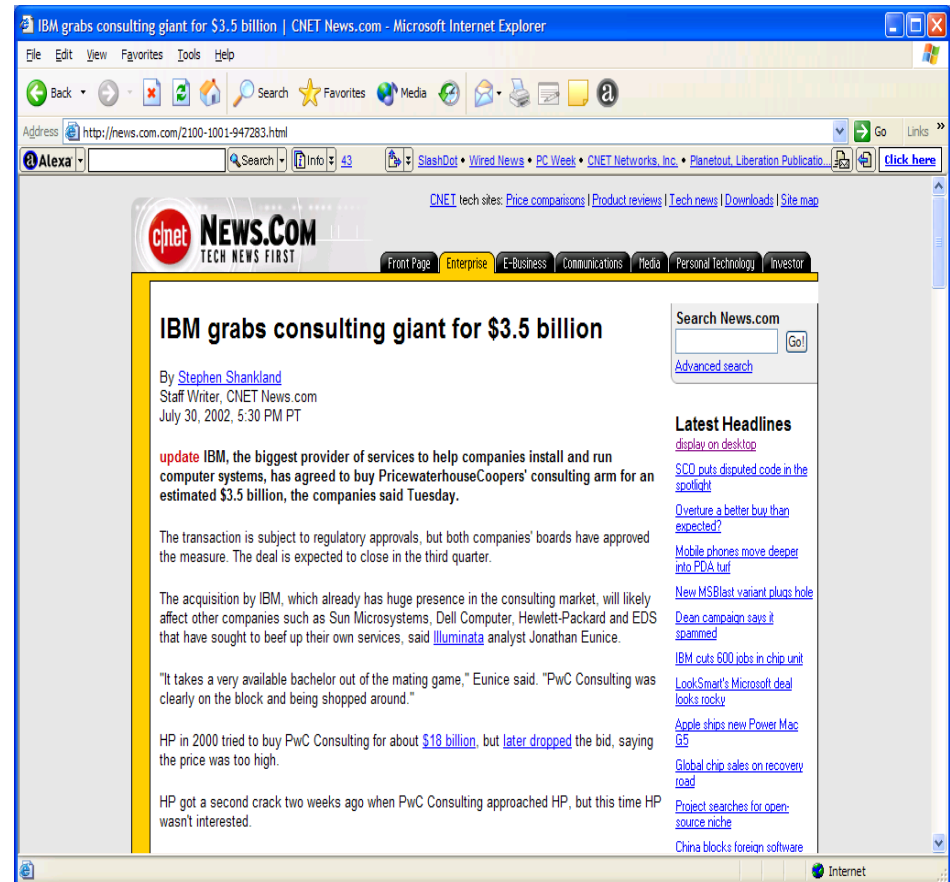 IBM grabs consulting giant for $3.5 billion | CNET News.com - Microsoft Internet Explorer
File Edit View Favorites Tools Help
Back Search Favorites Media
Address http://news.com.com/2100-1001-947283.html Go Links »
Alexa Search Info 43 SlashDot • Wired News • PC Week • CNET Networks, Inc. • Planetout, Liberation Publicatio... Click here
CNET tech sites: Price comparisons | Product reviews | Tech news | Downloads | Site map
c|net NEWS.COM
TECH NEWS FIRST
Front Page Enterprise E-Business Communications Media Personal Technology Investor
IBM grabs consulting giant for $3.5 billion
By Stephen Shankland
Staff Writer, CNET News.com
July 30, 2002, 5:30 PM PT
update IBM, the biggest provider of services to help companies install and run
computer systems, has agreed to buy PricewaterhouseCoopers' consulting arm for an
estimated $3.5 billion, the companies said Tuesday.
The transaction is subject to regulatory approvals, but both companies' boards have approved
the measure. The deal is expected to close in the third quarter.
The acquisition by IBM, which already has huge presence in the consulting market, will likely
affect other companies such as Sun Microsystems, Dell Computer, Hewlett-Packard and EDS
that have sought to beef up their own services, said Illuminata analyst Jonathan Eunice.
"It takes a very available bachelor out of the mating game," Eunice said. "PwC Consulting was
clearly on the block and being shopped around."
HP in 2000 tried to buy PwC Consulting for about $18 billion, but later dropped the bid, saying
the price was too high.
HP got a second crack two weeks ago when PwC Consulting approached HP, but this time HP
wasn't interested.
Search News.com
Go!
Advanced search
Latest Headlines
display on desktop
SCO puts disputed code in the
spotlight
Overture a better buy than
expected?
Mobile phones move deeper
into PDA turf
New MSBlast variant plugs hole
Dean campaign says it
spammed
IBM cuts 600 jobs in chip unit
LookSmart's Microsoft deal
looks rocky
Apple ships new Power Mac
G5
Global chip sales on recovery
road
Project searches for open-
source niche
China blocks foreign software
Internet